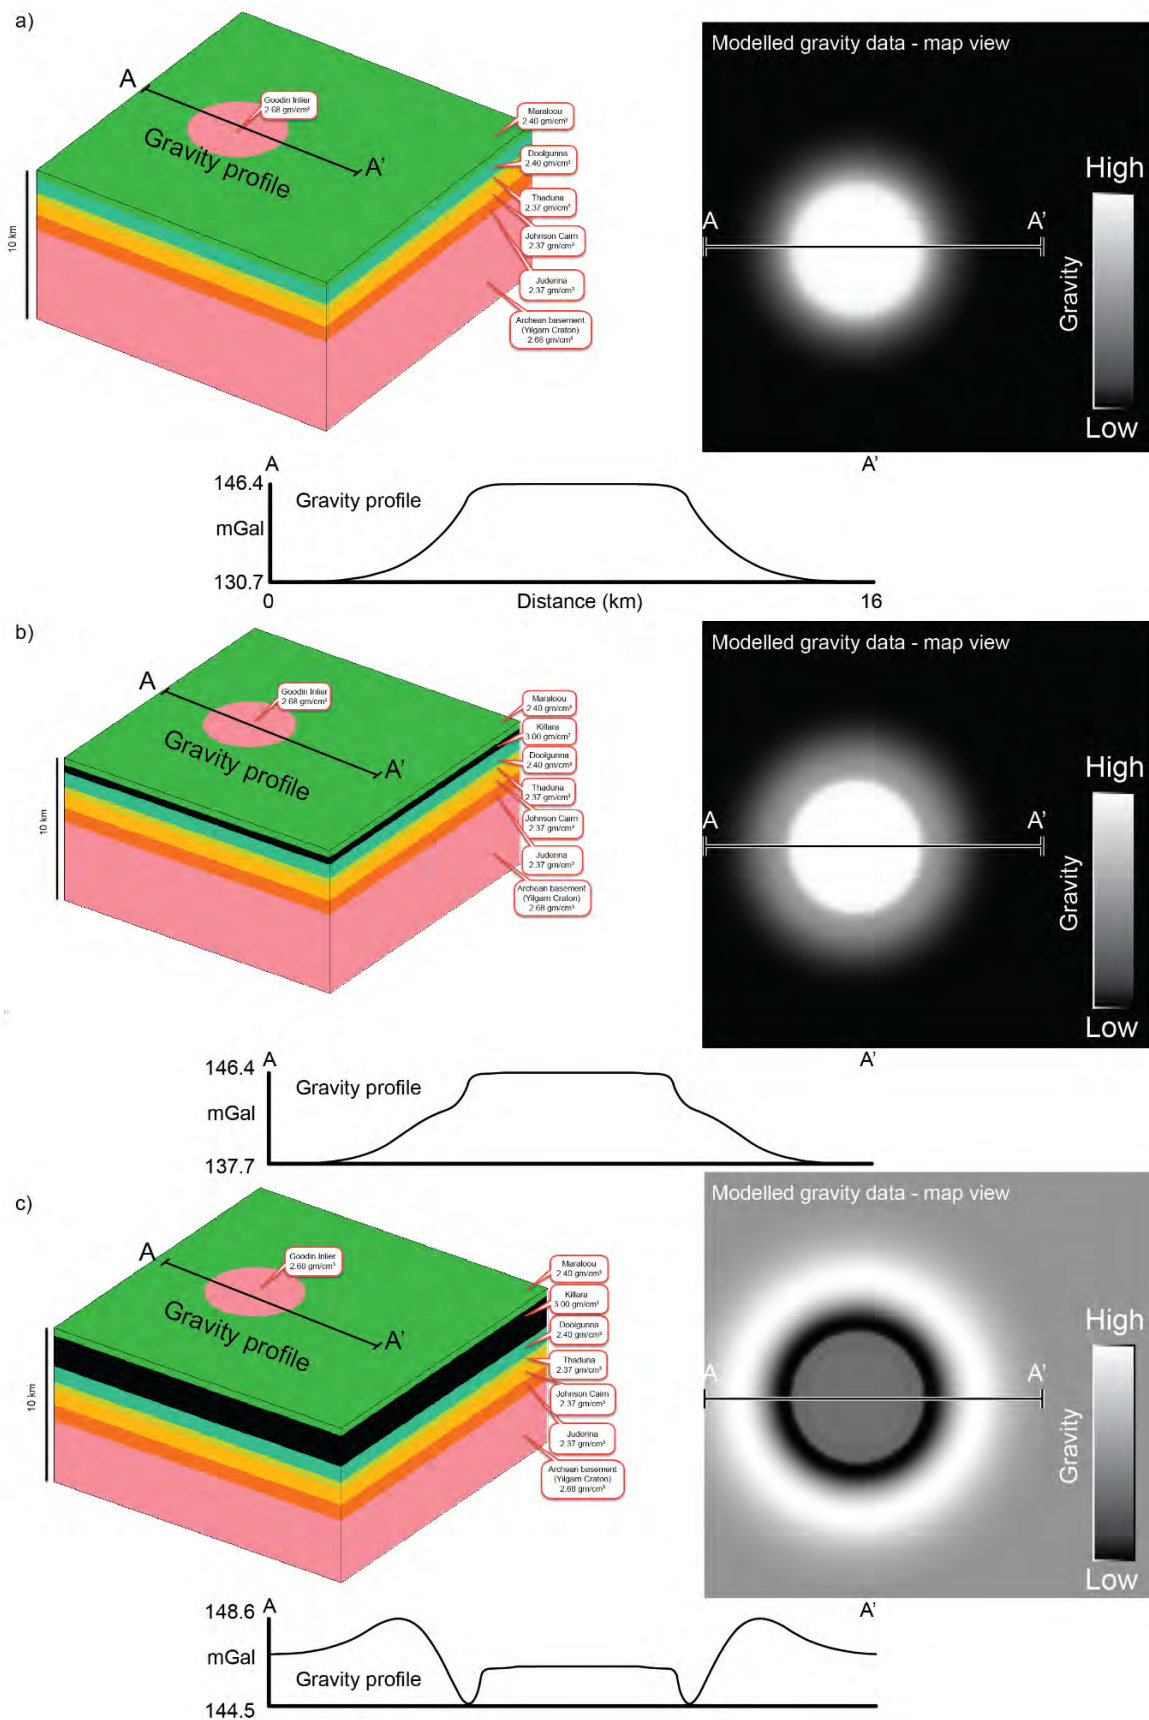 a)
A
Goodin Inlier
2.68 gm/cm³
Gravity profile
A'
10 km
Maraloou
2.40 gm/cm³
Doolgunna
2.40 gm/cm³
Thaduna
2.37 gm/cm³
Johnson Cairn
2.37 gm/cm³
Juderina
2.37 gm/cm³
Archean basement
(Yilgarn Craton)
2.68 gm/cm³
Modelled gravity data - map view
A
A'
High
Gravity
Low
A
A'
146.4
Gravity profile
mGal
130.7
0
Distance (km)
16
b)
A
Goodin Inlier
2.68 gm/cm³
Gravity profile
A'
10 km
Maraloou
2.40 gm/cm³
Killara
3.00 gm/cm³
Doolgunna
2.40 gm/cm³
Thaduna
2.37 gm/cm³
Johnson Cairn
2.37 gm/cm³
Juderina
2.37 gm/cm³
Archean basement
(Yilgarn Craton)
2.68 gm/cm³
Modelled gravity data - map view
A
A'
High
Gravity
Low
A
A'
146.4
Gravity profile
mGal
137.7
c)
A
Goodin Inlier
2.68 gm/cm³
Gravity profile
A'
10 km
Maraloou
2.40 gm/cm³
Killara
3.00 gm/cm³
Doolgunna
2.40 gm/cm³
Thaduna
2.37 gm/cm³
Johnson Cairn
2.37 gm/cm³
Juderina
2.37 gm/cm³
Archean basement
(Yilgarn Craton)
2.68 gm/cm³
Modelled gravity data - map view
A
A'
High
Gravity
Low
A
A'
148.6
mGal
Gravity profile
144.5